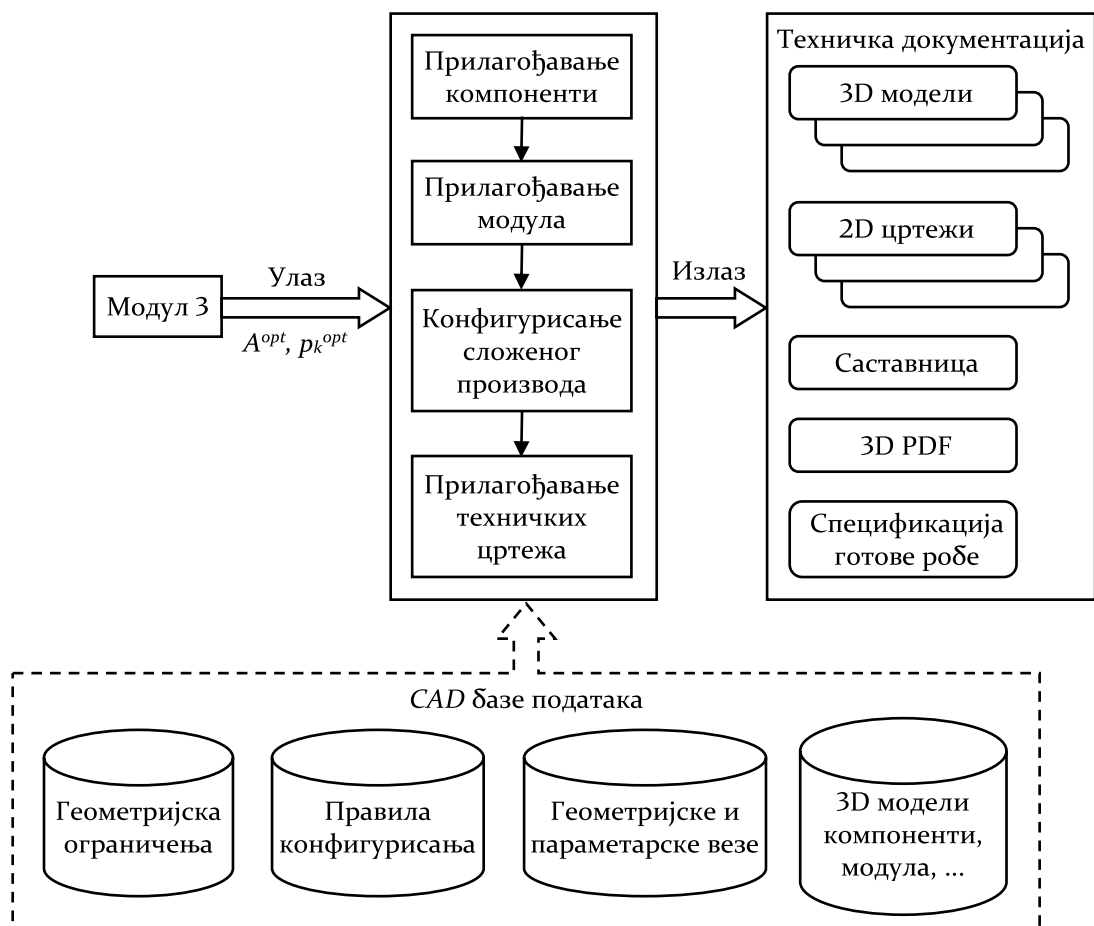 Прилагођавање
компоненти
Прилагођавање
модула
Конфигурисање
сложеног
производа
Прилагођавање
техничких
цртежа
Модул 3
Улаз
A^opt, p_k^opt
Излаз
Техничка документација
3D модели
2D цртежи
Саставница
3D PDF
Спецификација
готове робе
CAD базе података
Геометријска
ограничења
Правила
конфигурисања
Геометријске и
параметарске везе
3D модели
компоненти,
модула, ...